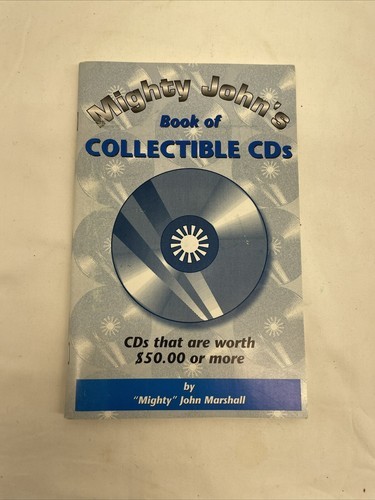 Mighty John's
Book of
COLLECTIBLE CDs
CDs that are worth
$50.00 or more
by
"Mighty" John Marshall